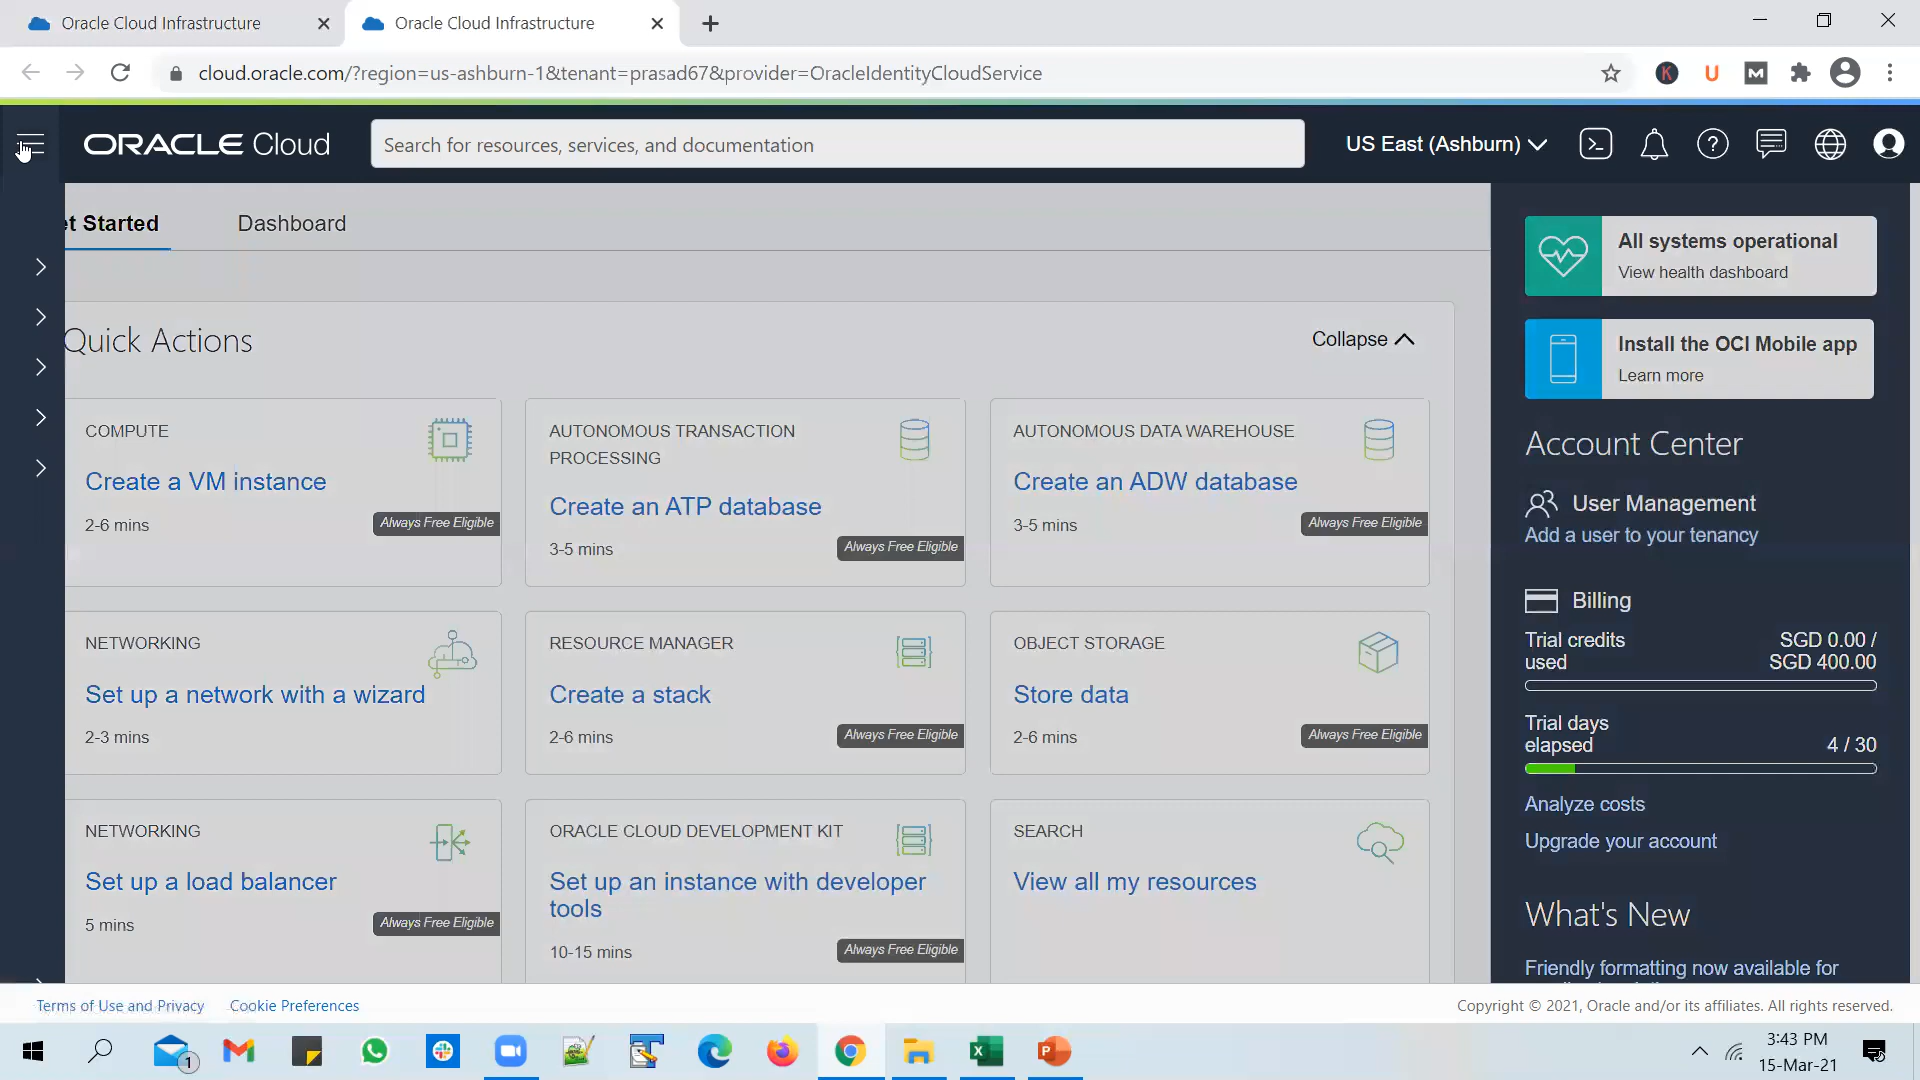 Oracle Cloud Infrastructure
Oracle Cloud Infrastructure
cloud.oracle.com/?region=us-ashburn-1&tenant=prasad67&provider=OracleIdentityCloudService
K
U
M
ORACLE Cloud
Search for resources, services, and documentation
US East (Ashburn)
et Started
Dashboard
Quick Actions
Collapse
COMPUTE
Create a VM instance
2-6 mins
Always Free Eligible
AUTONOMOUS TRANSACTION
PROCESSING
Create an ATP database
3-5 mins
Always Free Eligible
AUTONOMOUS DATA WAREHOUSE
Create an ADW database
3-5 mins
Always Free Eligible
NETWORKING
Set up a network with a wizard
2-3 mins
RESOURCE MANAGER
Create a stack
2-6 mins
Always Free Eligible
OBJECT STORAGE
Store data
2-6 mins
Always Free Eligible
NETWORKING
Set up a load balancer
5 mins
Always Free Eligible
ORACLE CLOUD DEVELOPMENT KIT
Set up an instance with developer
tools
10-15 mins
Always Free Eligible
SEARCH
View all my resources
All systems operational
View health dashboard
Install the OCI Mobile app
Learn more
Account Center
User Management
Add a user to your tenancy
Billing
Trial credits
used
SGD 0.00 /
SGD 400.00
Trial days
elapsed
4 / 30
Analyze costs
Upgrade your account
What's New
Friendly formatting now available for
Terms of Use and Privacy
Cookie Preferences
Copyright © 2021, Oracle and/or its affiliates. All rights reserved.
1
3:43 PM
15-Mar-21